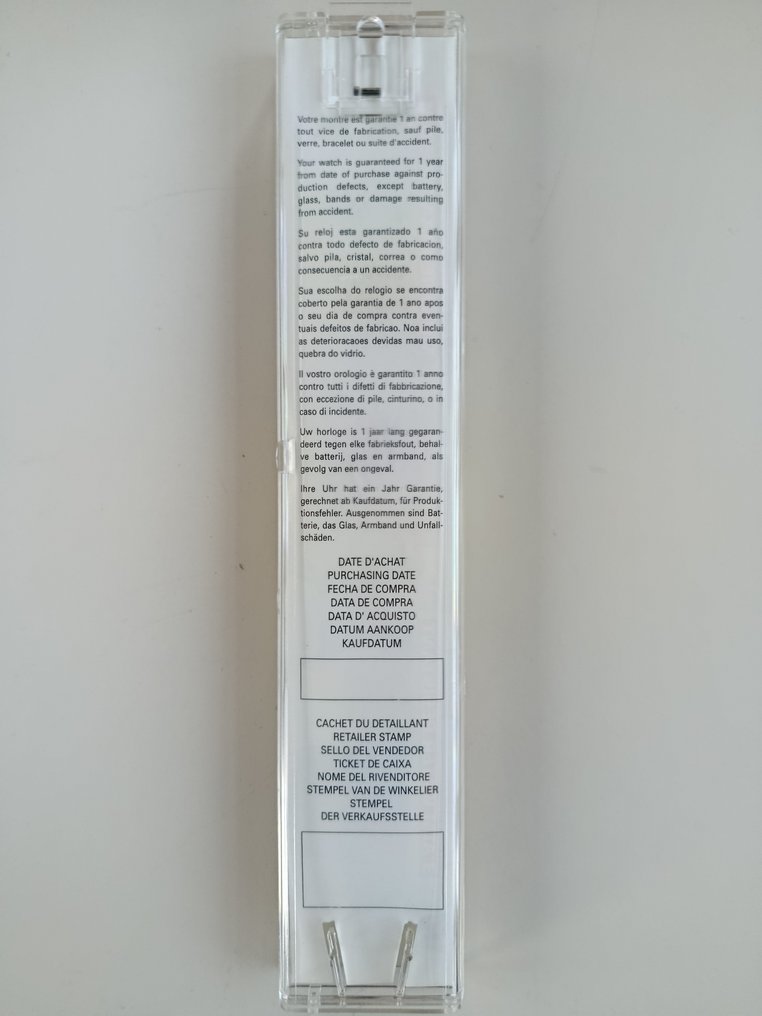 Votre montre est garantie 1 an contre
tout vice de fabrication, sauf pile,
verre, bracelet ou suite d'accident.
Your watch is guaranteed for 1 year
from date of purchase against pro-
duction defects, except battery,
glass, bands or damage resulting
from accident.
Su reloj esta garantizado 1 año
contra todo defecto de fabricacion,
salvo pila, cristal, correa o como
consecuencia a un accidente.
Sua escolha do relogio se encontra
coberto pela garantia de 1 ano apos
o seu dia de compra contra even-
tuais defeitos de fabricao. Noa inclui
as deterioracaoes devidas mau uso,
quebra do vidrio.
Il vostro orologio è garantito 1 anno
contro tutti i difetti di fabbricazione,
con eccezione di pile, cinturino, o in
caso di incidente.
Uw horloge is 1 jaar lang gegaran-
deerd tegen elke fabrieksfout, behal-
ve batterij, glas en armband, als
gevolg van een ongeval.
Ihre Uhr hat ein Jahr Garantie,
gerechnet ab Kaufdatum, für Produk-
tionsfehler. Ausgenommen sind Bat-
terie, das Glas, Armband und Unfall-
schäden.
DATE D'ACHAT
PURCHASING DATE
FECHA DE COMPRA
DATA DE COMPRA
DATA D' ACQUISTO
DATUM AANKOOP
KAUFDATUM
CACHET DU DETAILLANT
RETAILER STAMP
SELLO DEL VENDEDOR
TICKET DE CAIXA
NOME DEL RIVENDITORE
STEMPEL VAN DE WINKELIER
STEMPEL
DER VERKAUFSSTELLE